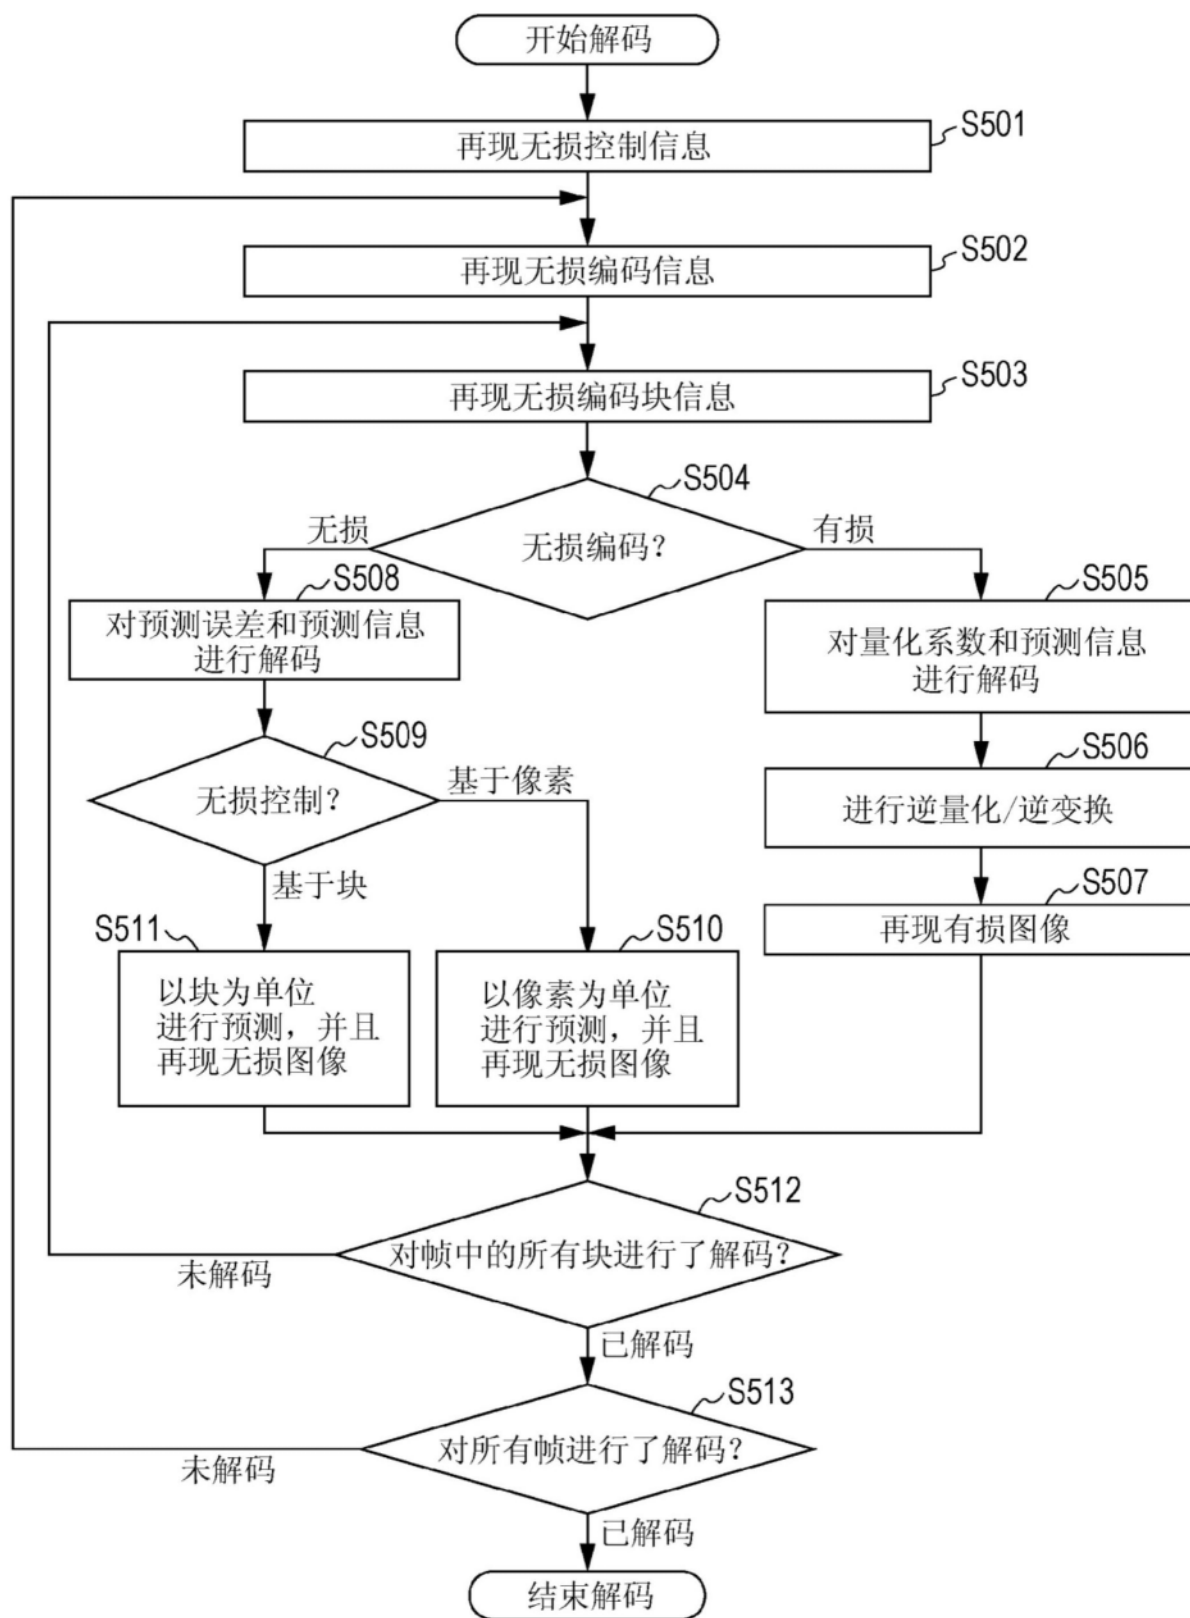 开始解码
S501
再现无损控制信息
S502
再现无损编码信息
S503
再现无损编码块信息
S504
无损编码?
无损
有损
S508
对预测误差和预测信息
进行解码
S505
对量化系数和预测信息
进行解码
S509
无损控制?
基于像素
基于块
S506
进行逆量化/逆变换
S507
再现有损图像
S511
以块为单位
进行预测，并且
再现无损图像
S510
以像素为单位
进行预测，并且
再现无损图像
S512
对帧中的所有块进行了解码?
未解码
已解码
S513
对所有帧进行了解码?
未解码
已解码
结束解码